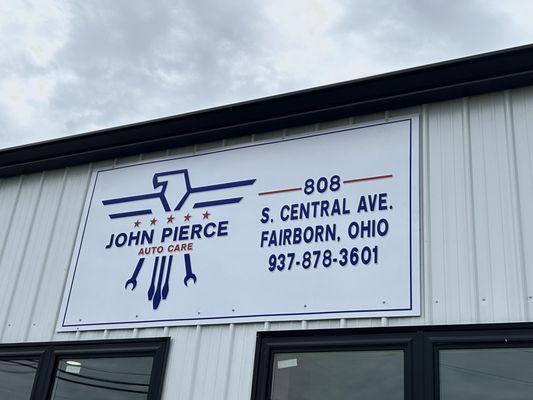 JOHN PIERCE
AUTO CARE
808
S. CENTRAL AVE.
FAIRBORN, OHIO
937-878-3601